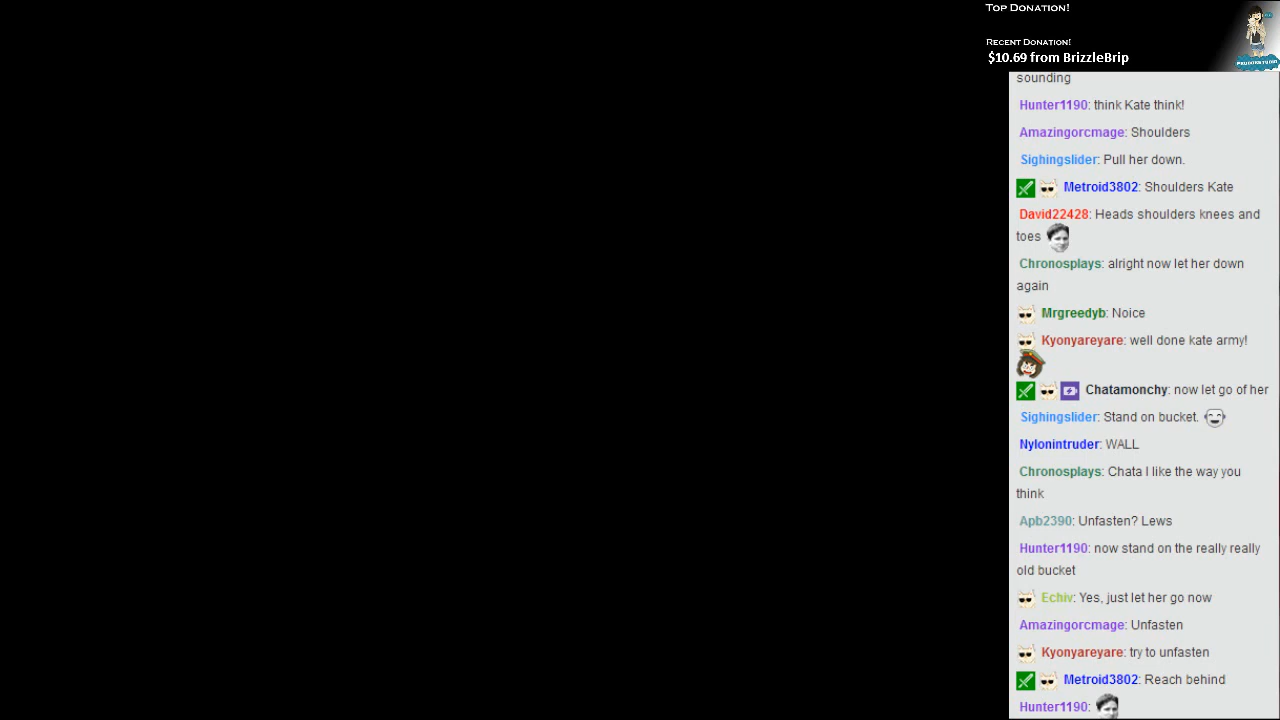 Top Donation!
Recent Donation!
$10.69 from BrizzleBrip
sounding
Hunter1190: think Kate think!
Amazingorcmage: Shoulders
Sighingslider: Pull her down.
Metroid3802: Shoulders Kate
David22428: Heads shoulders knees and
toes
Chronosplays: alright now let her down
again
Mrgreedyb: Noice
Kyonyareyare: well done kate army!
Chatamonchy: now let go of her
Sighingslider: Stand on bucket.
Nylonintruder: WALL
Chronosplays: Chata I like the way you
think
Apb2390: Unfasten? Lews
Hunter1190: now stand on the really really
old bucket
Echiv: Yes, just let her go now
Amazingorcmage: Unfasten
Kyonyareyare: try to unfasten
Metroid3802: Reach behind
Hunter1190: